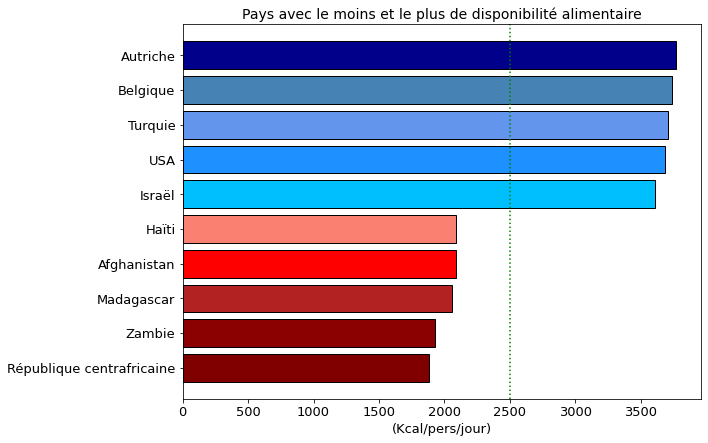 Pays avec le moins et le plus de disponibilité alimentaire
Autriche
Belgique
Turquie
USA
Israël
Haïti
Afghanistan
Madagascar
Zambie
République centrafricaine
0 500 1000 1500 2000 2500 3000 3500
(Kcal/pers/jour)